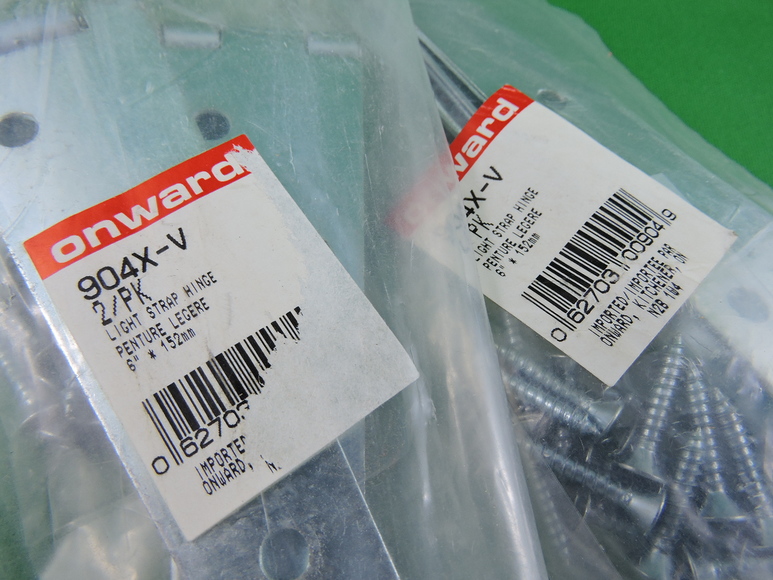 onward
904X-V
2/PK
LIGHT STRAP HINGE
PENTURE LEGERE
6" * 152mm
0 62703
IMPORTED
ONWARD,
onward
4X-V
PK
LIGHT STRAP HINGE
PENTURE LEGERE
6" * 152mm
0 62703 00904 9
IMPORTED/IMPORTEE PAR
ONWARD, KITCHENER, ON
N2B 1W4